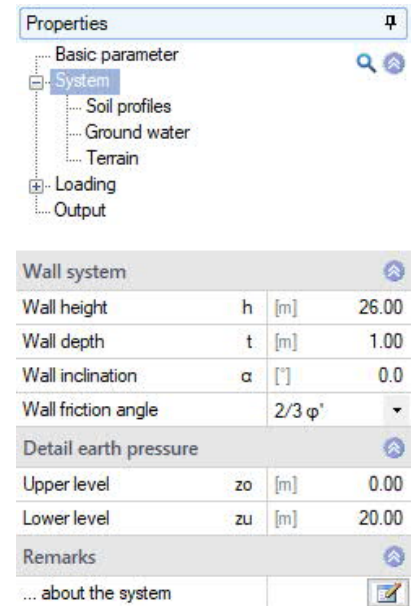 Properties
Basic parameter
System
Soil profiles
Ground water
Terrain
Loading
Output
Wall system
Wall height h [m] 26.00
Wall depth t [m] 1.00
Wall inclination α [°] 0.0
Wall friction angle 2/3 φ'
Detail earth pressure
Upper level zo [m] 0.00
Lower level zu [m] 20.00
Remarks
... about the system